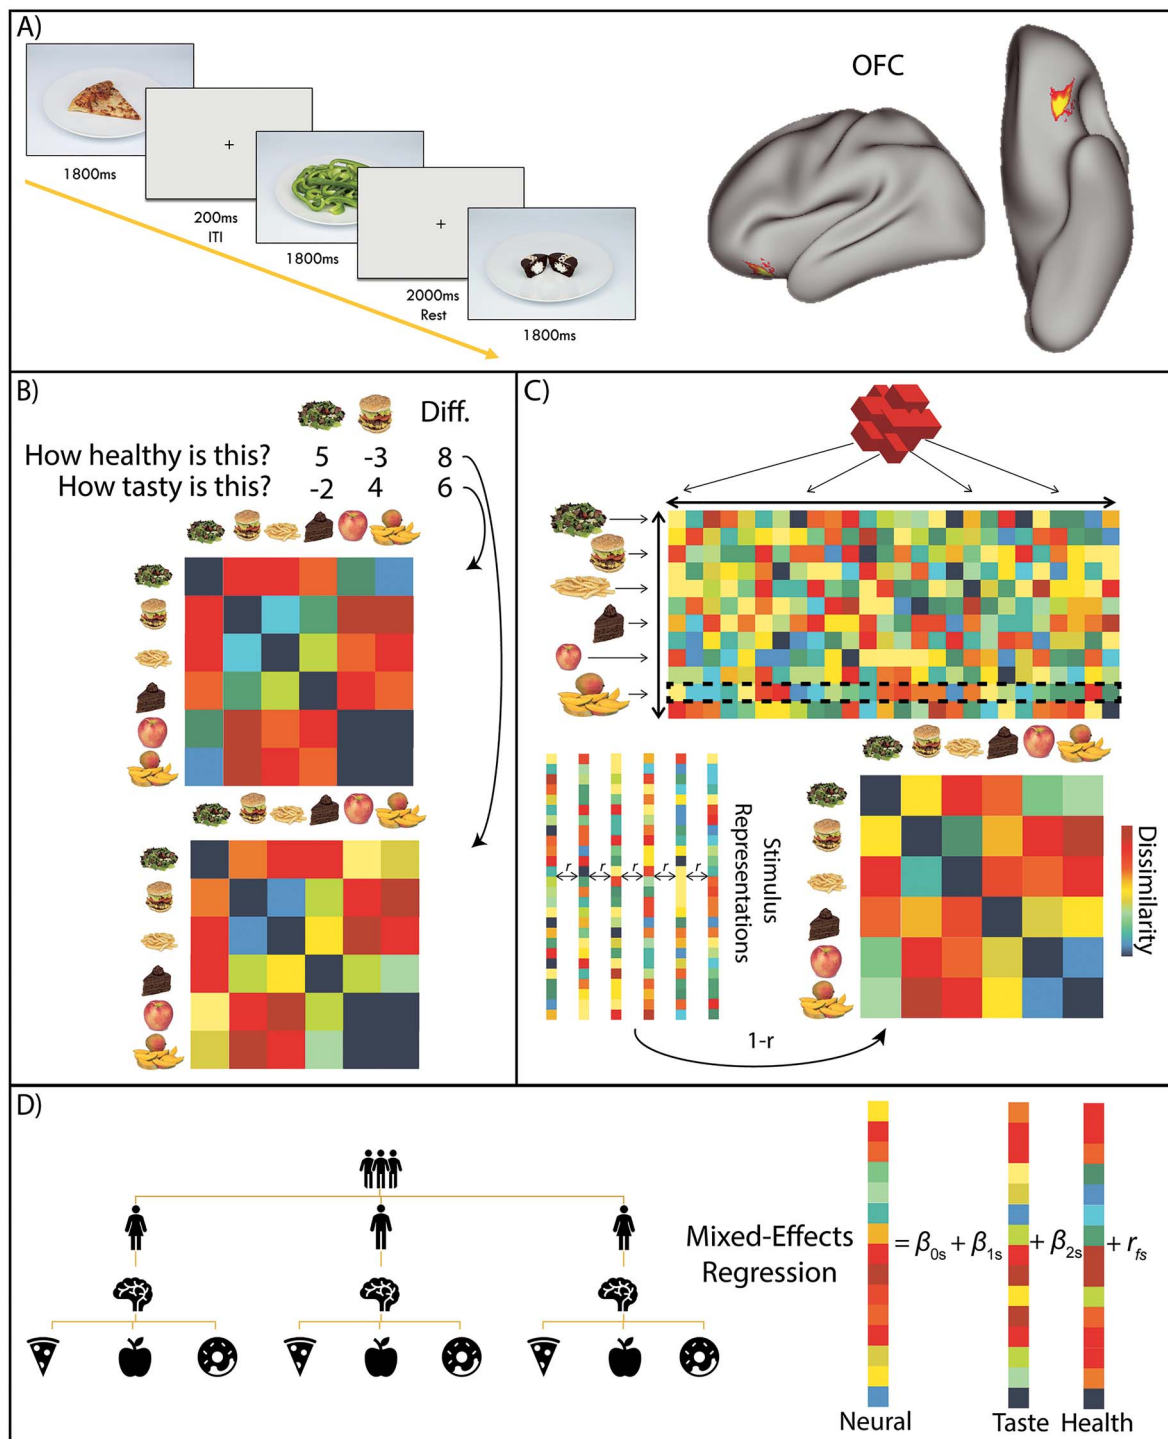 A)
1800ms
200ms
ITI
1800ms
2000ms
Rest
1800ms
OFC
B)
Diff.
How healthy is this? 5 -3 8
How tasty is this? -2 4 6
C)
r r r r r
Stimulus
Representations
1-r
Dissimilarity
D)
Mixed-Effects
Regression
= β0s + β1s + β2s + rfs
Neural Taste Health